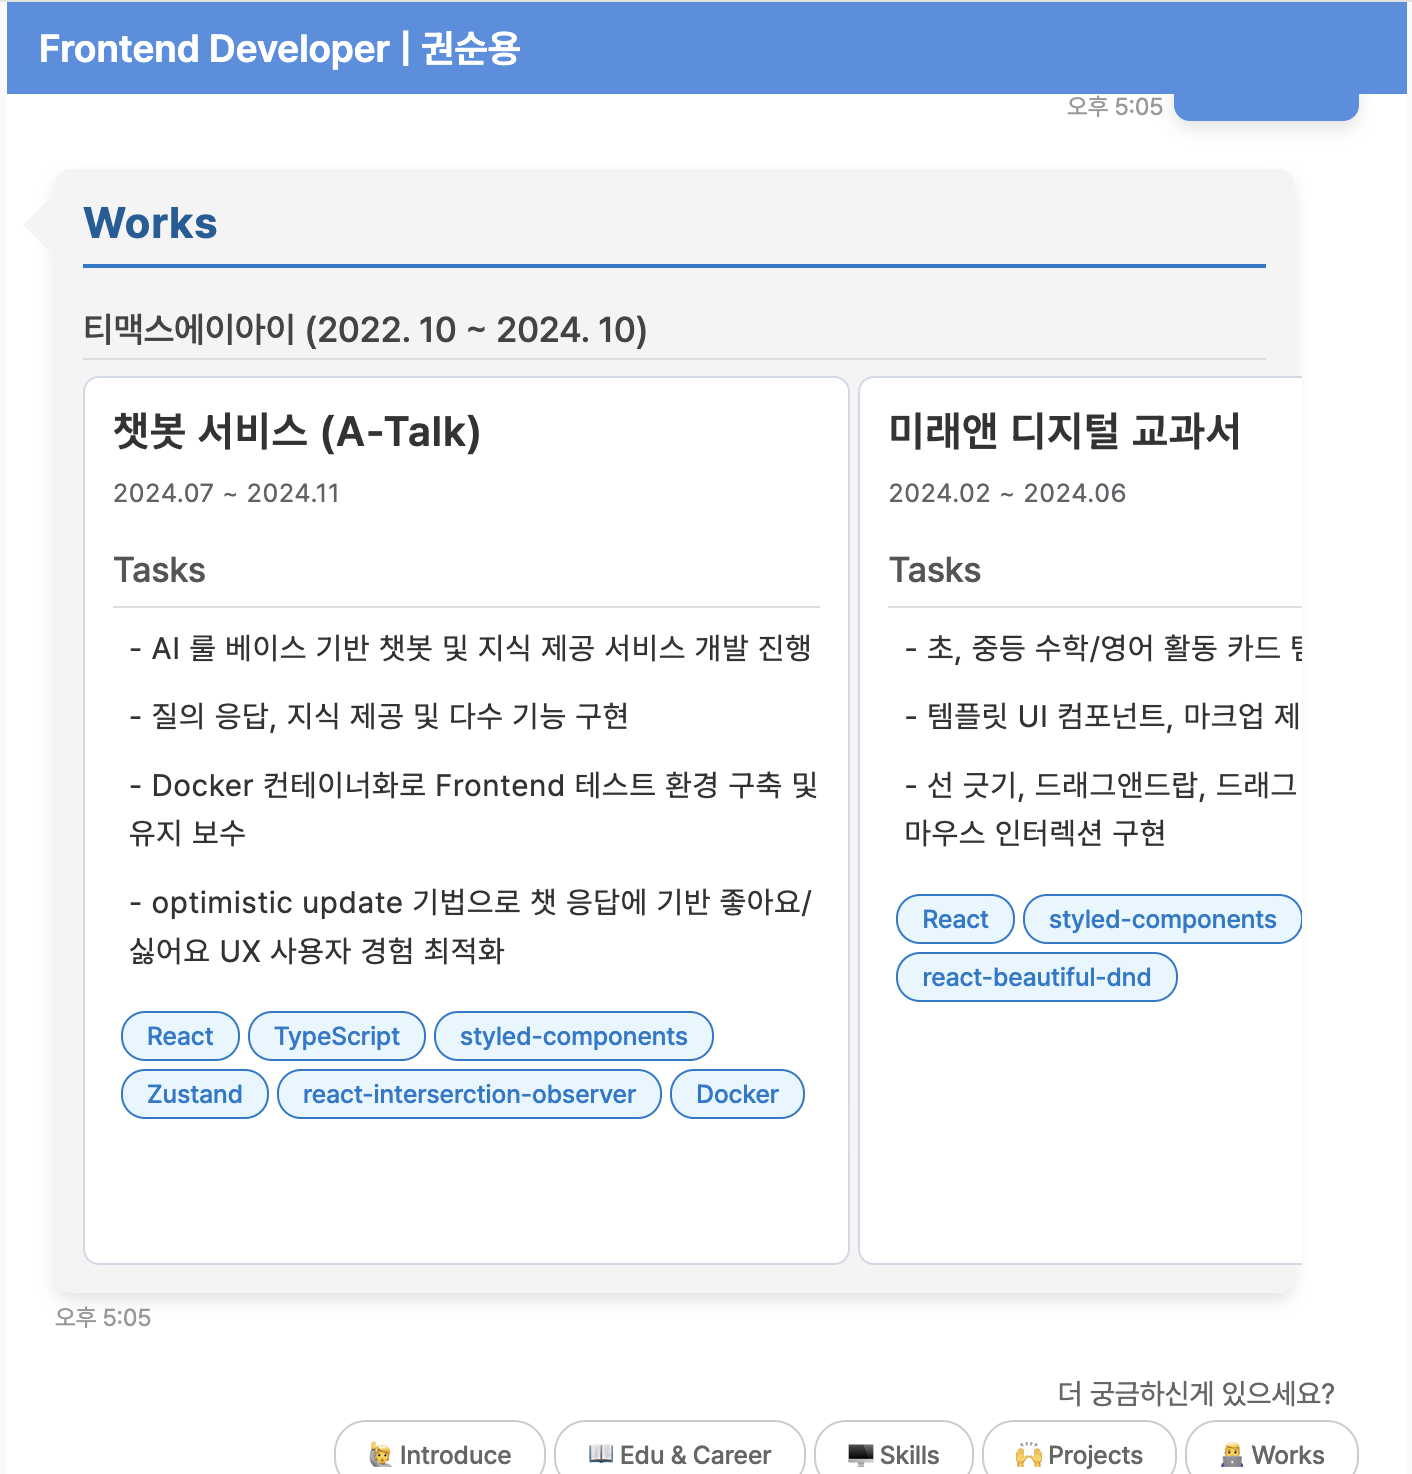 Frontend Developer | 권순용
오후 5:05
Works
티맥스에이아이 (2022. 10 ~ 2024. 10)
챗봇 서비스 (A-Talk)
2024.07 ~ 2024.11
Tasks
- AI 룰 베이스 기반 챗봇 및 지식 제공 서비스 개발 진행
- 질의 응답, 지식 제공 및 다수 기능 구현
- Docker 컨테이너화로 Frontend 테스트 환경 구축 및
유지 보수
- optimistic update 기법으로 챗 응답에 기반 좋아요/
싫어요 UX 사용자 경험 최적화
React TypeScript styled-components
Zustand react-interserction-observer Docker
미래앤 디지털 교과서
2024.02 ~ 2024.06
Tasks
- 초, 중등 수학/영어 활동 카드
- 템플릿 UI 컴포넌트, 마크업 제
- 선 긋기, 드래그앤드랍, 드래그
마우스 인터렉션 구현
React styled-components
react-beautiful-dnd
오후 5:05
더 궁금하신게 있으세요?
Introduce Edu & Career Skills Projects Works